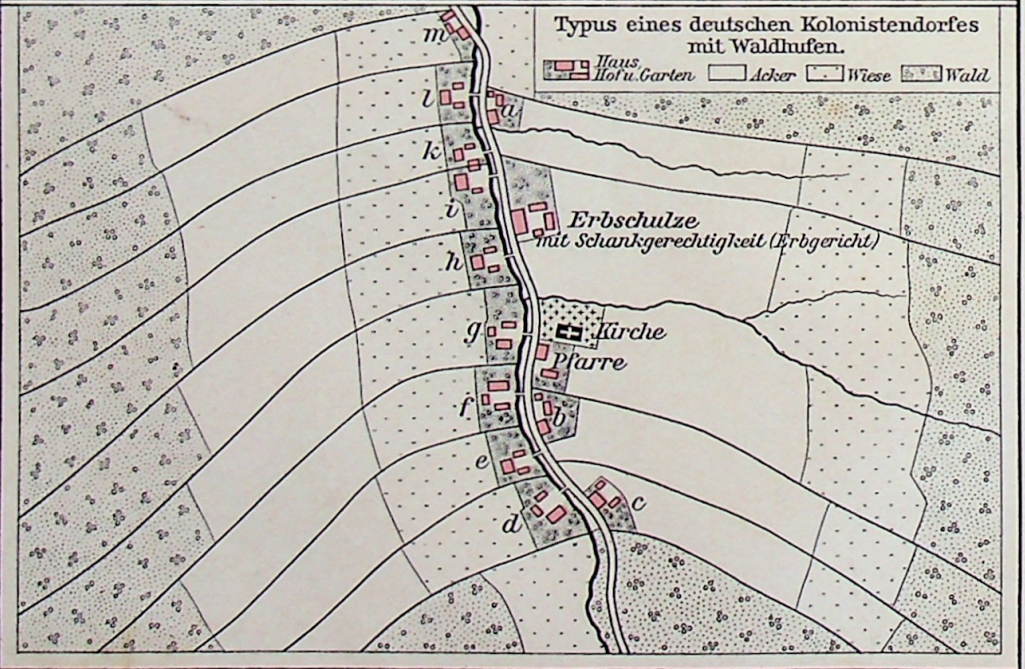 Typus eines deutschen Kolonistendorfes
mit Waldhufen.
Haus,
Hof u. Garten
Acker
Wiese
Wald
m
l
a
k
i
Erbschulze
mit Schankgerechtigkeit (Erbgericht)
h
g
Kirche
Pfarre
f
b
e
c
d